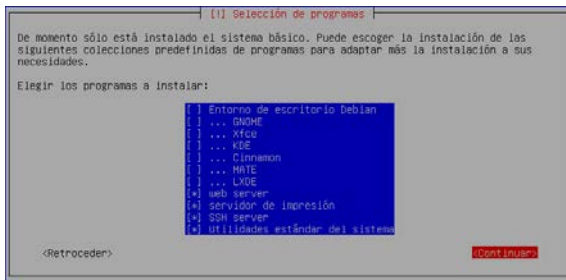 [!] Selección de programas
De momento sólo está instalado el sistema básico. Puede escoger la instalación de las
siguientes colecciones predefinidas de programas para adaptar más la instalación a sus
necesidades.
Elegir los programas a instalar:
[ ] Entorno de escritorio Debian
[ ] ... GNOME
[ ] ... Xfce
[ ] ... KDE
[ ] ... Cinnamon
[ ] ... MATE
[ ] ... LXDE
[*] web server
[*] servidor de impresión
[*] SSH server
[*] Utilidades estándar del sistema
<Retroceder> <Continuar>